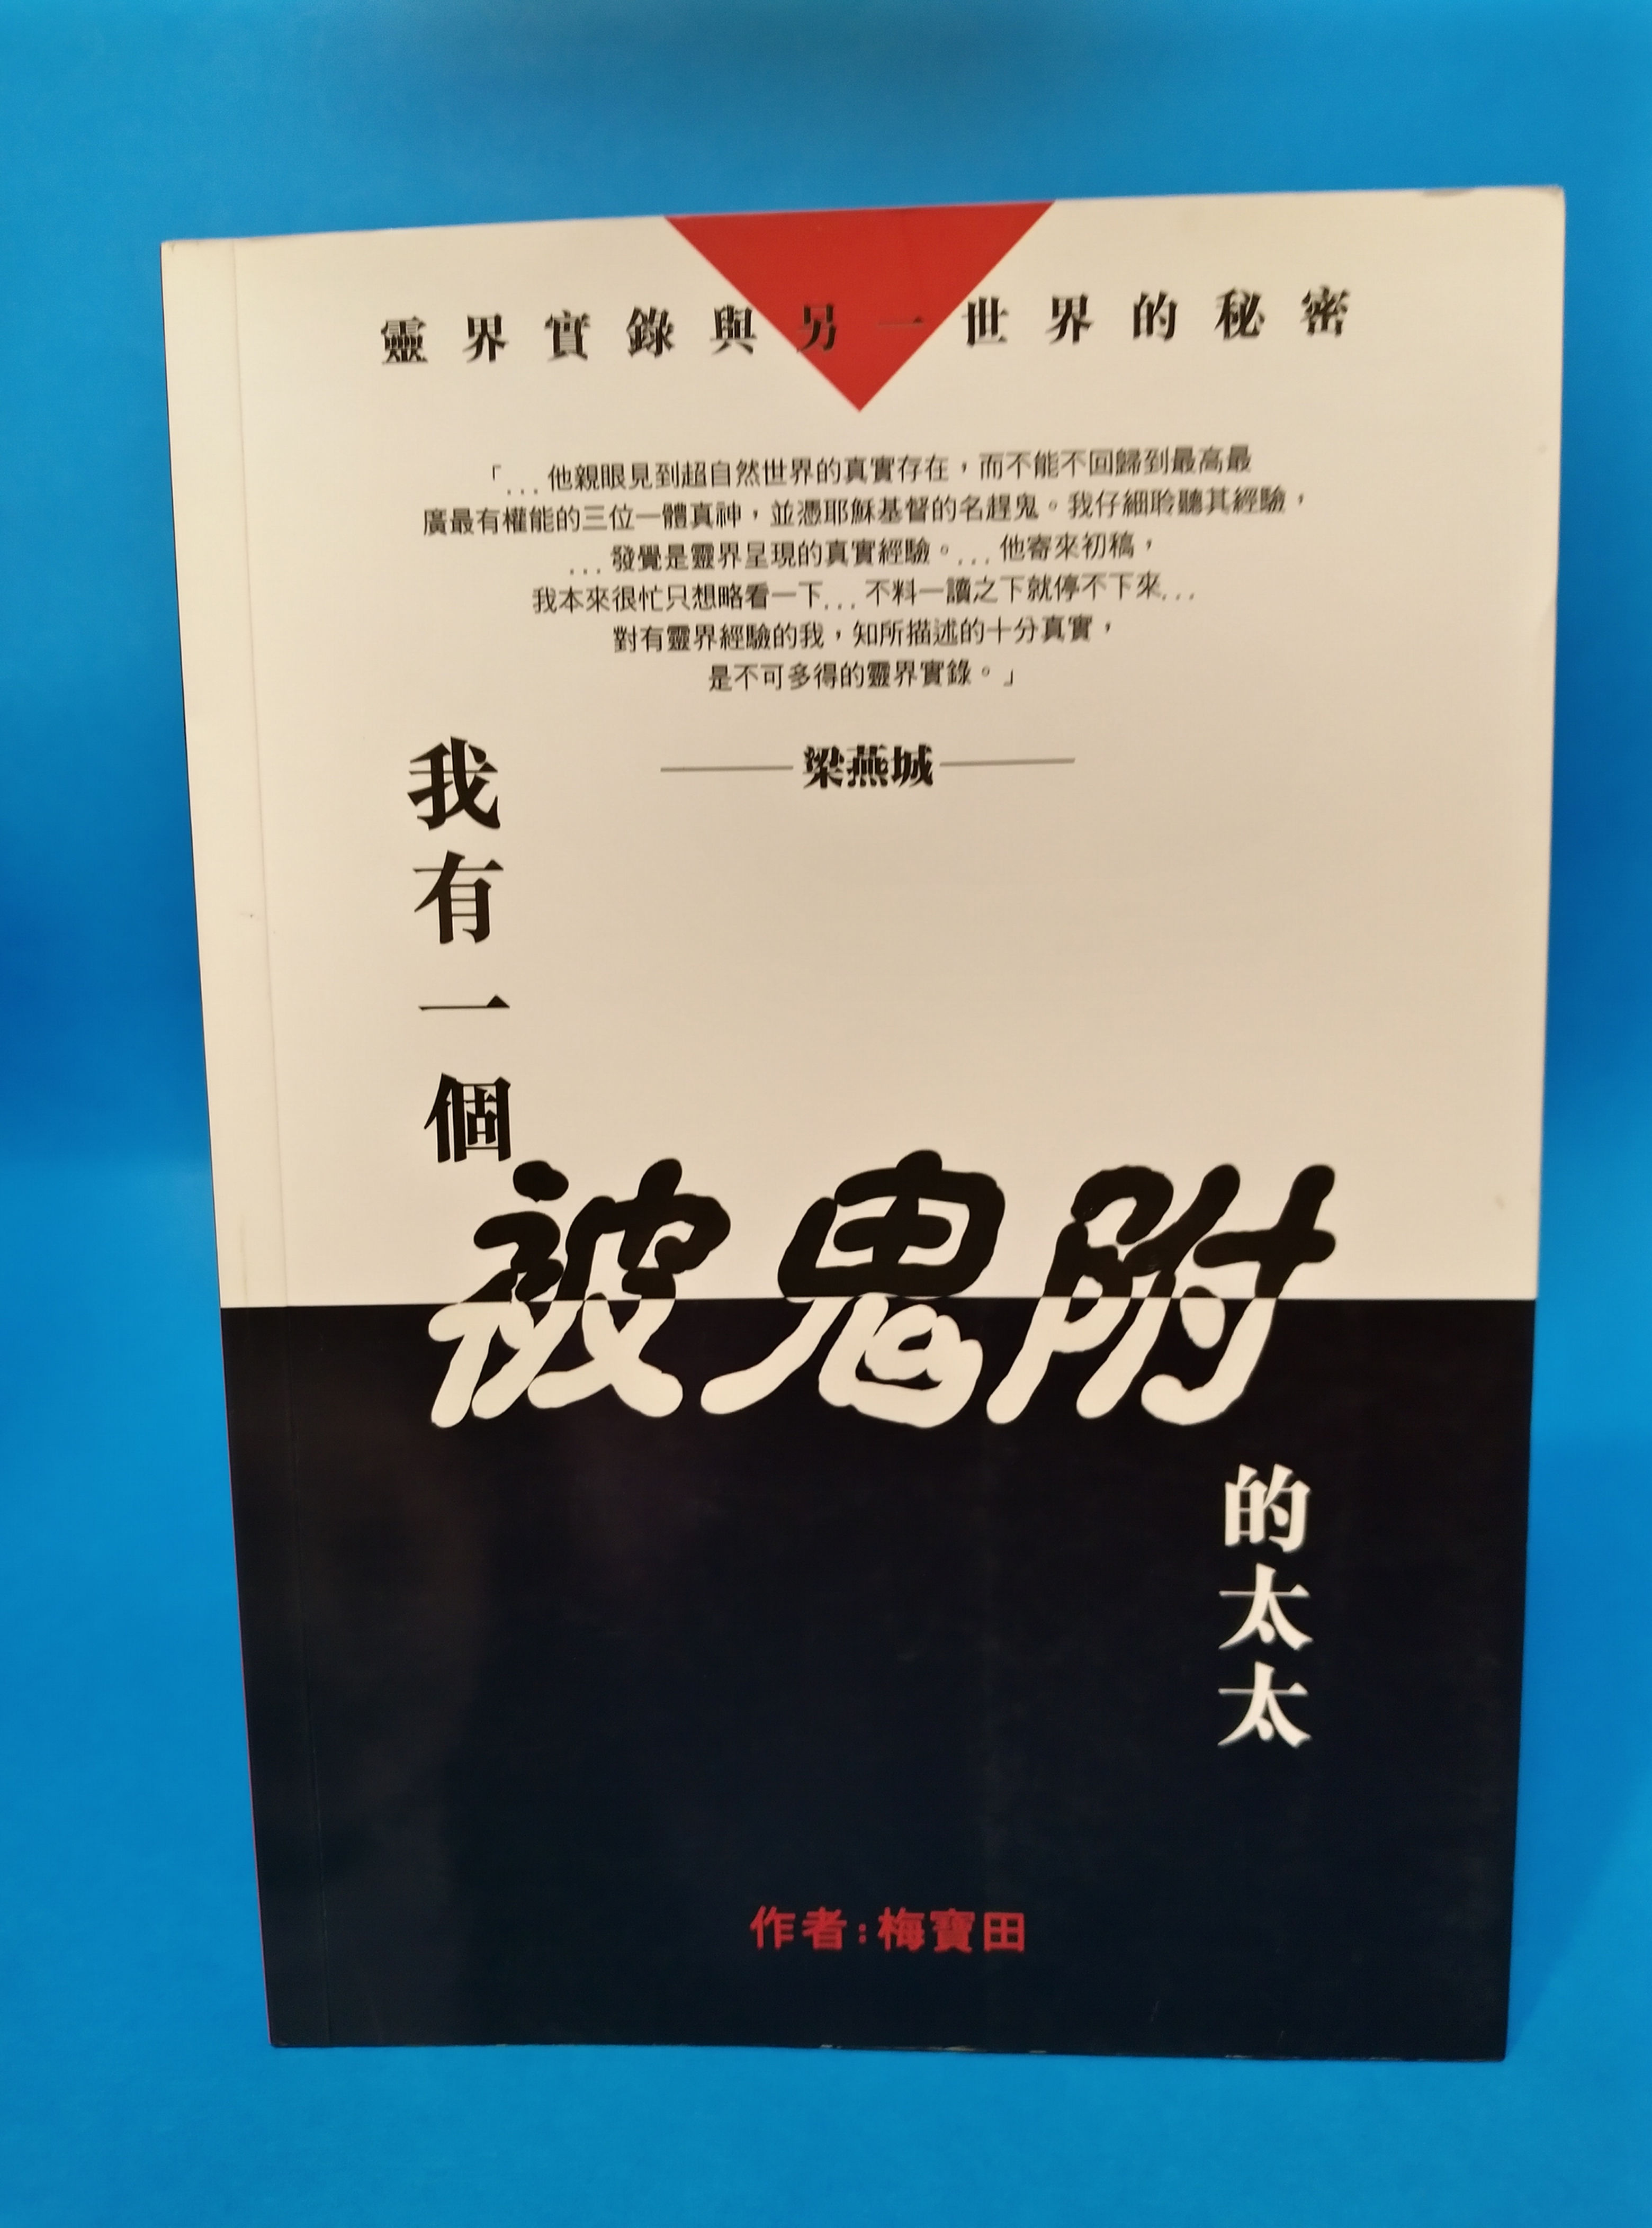 靈界實錄與另一世界的秘密
「...他親眼見到超自然世界的真實存在，而不能不回歸到最高最
廣最有權能的三位一體真神，並憑耶穌基督的名趕鬼。我仔細聆聽其經驗，
...發覺是靈界呈現的真實經驗。...他寄來初稿，
我本來很忙只想略看一下...不料一讀之下就停不下來...
對有靈界經驗的我，知所描述的十分真實，
是不可多得的靈界實錄。」
梁燕城
我有一個
被鬼附
的太太
作者:梅寶田